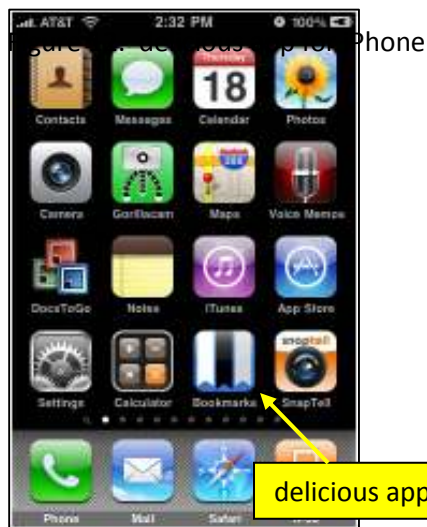 AT&T 2:32 PM 100%
Phone
Thursday
18
Contacts Messages Calendar Photos
280
Camera Gorillacam Maps Voice Memos
snaptell
DocsToGo Notes iTunes App Store
Settings Calculator Bookmarks SnapTell
delicious app
Phone Mail Safari